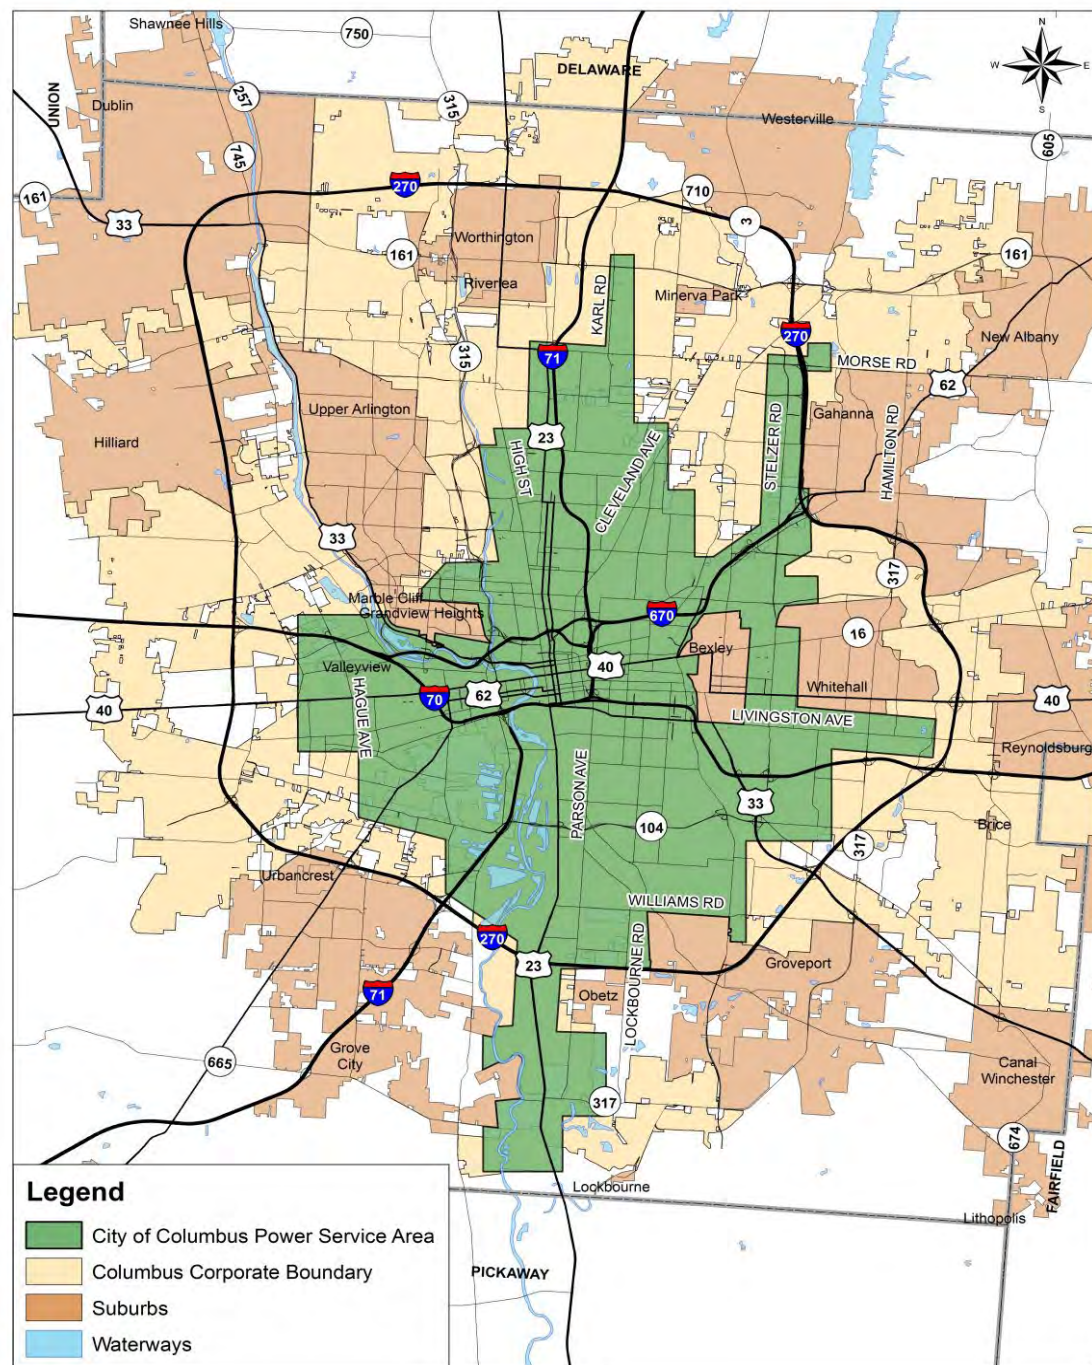 Shawnee Hills
750
N
W
E
S
DELAWARE
UNION
Dublin
257
315
Westerville
605
745
161
270
710
33
3
Worthington
161
161
Riverlea
KARL RD
Minerva Park
270
New Albany
71
315
MORSE RD
62
Upper Arlington
Gahanna
Hilliard
23
HIGH ST
CLEVELAND AVE
STELZER RD
HAMILTON RD
33
317
Marble Cliff
Grandview Heights
670
16
Bexley
Valleyview
40
HAGUE AVE
Whitehall
70
62
40
40
LIVINGSTON AVE
Reynoldsburg
PARSON AVE
33
104
Brice
317
Urbancrest
WILLIAMS RD
270
LOCKBOURNE RD
23
Groveport
71
Obetz
Grove
City
665
Canal
Winchester
317
674
FAIRFIELD
Lockbourne
Lithopolis
PICKAWAY
Legend
City of Columbus Power Service Area
Columbus Corporate Boundary
Suburbs
Waterways